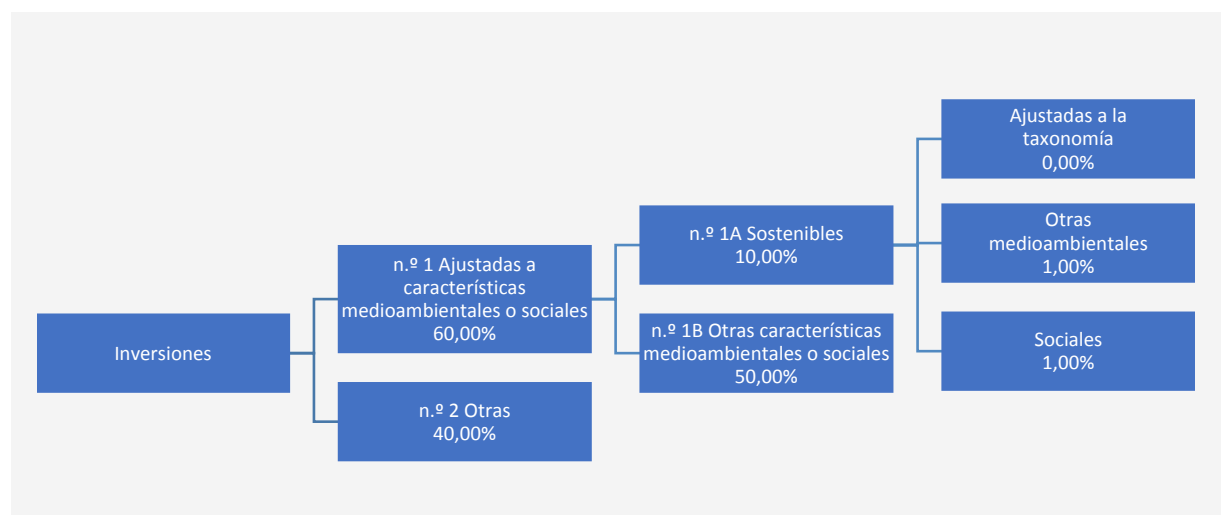 Inversiones
n.º 1 Ajustadas a
características
medioambientales o sociales
60,00%
n.º 2 Otras
40,00%
n.º 1A Sostenibles
10,00%
n.º 1B Otras características
medioambientales o sociales
50,00%
Ajustadas a la
taxonomía
0,00%
Otras
medioambientales
1,00%
Sociales
1,00%